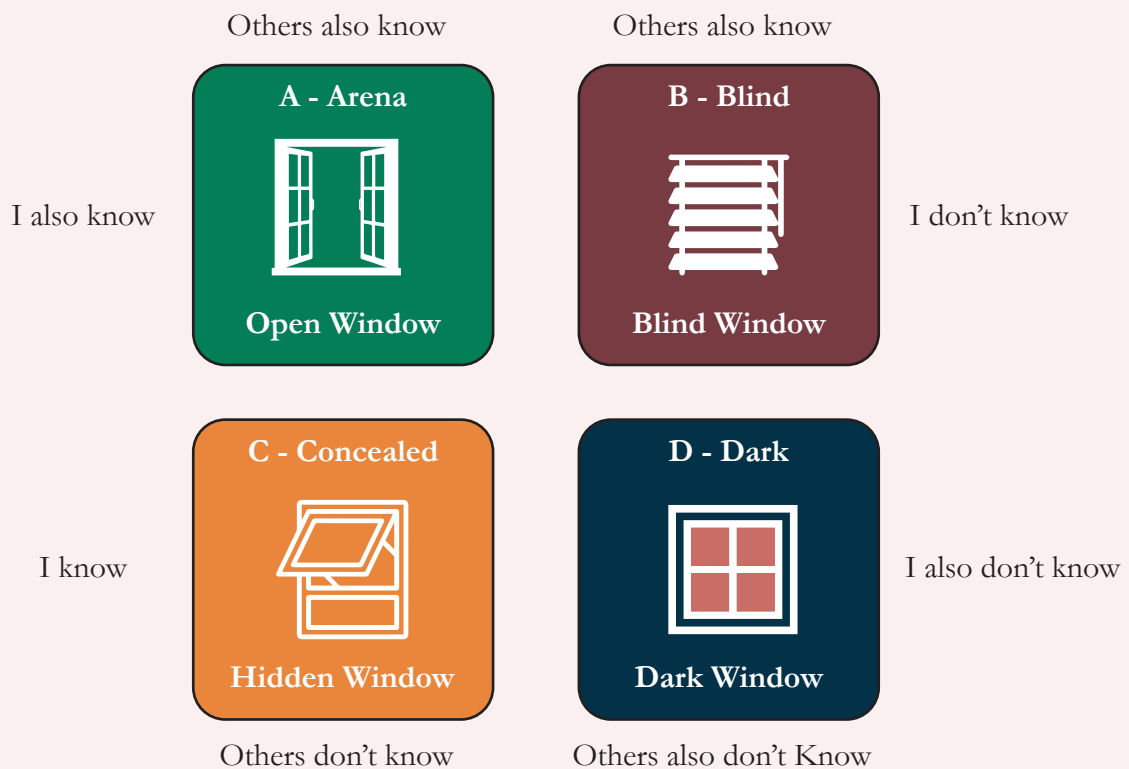 Others also know
Others also know
A - Arena
B - Blind
I also know
I don’t know
Open Window
Blind Window
C - Concealed
D - Dark
I know
I also don’t know
Hidden Window
Dark Window
Others don’t know
Others also don’t Know